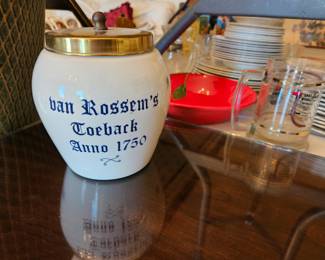 van Rossem's
Toeback
Anno 1750